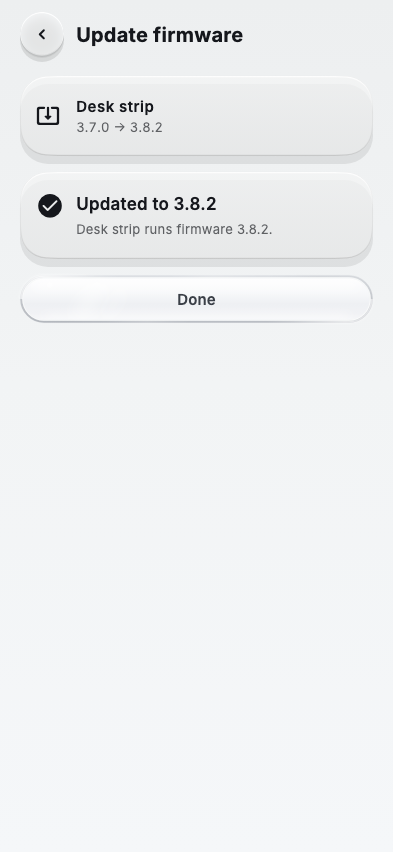 Update firmware
Desk strip
3.7.0 → 3.8.2
Updated to 3.8.2
Desk strip runs firmware 3.8.2.
Done